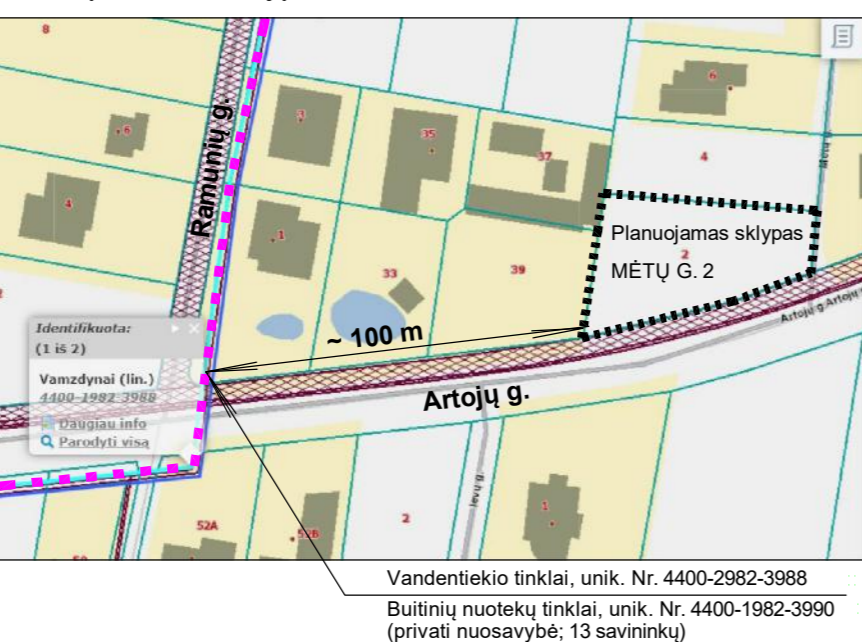 8
6
Ramunių g.
3
35
37
6
4
Mėtų g.
4
1
33
39
Planuojamas sklypas
2
MĖTŲ G. 2
Identifikuota:
(1 iš 2)
Vamzdynai (lin.)
4400-1982-3988
Daugiau info
Parodyti visą
~ 100 m
Artojų g.
Artojų g.
Artojų
Ievų g.
52A
52B
2
1
Vandentiekio tinklai, unik. Nr. 4400-2982-3988
Buitinių nuotekų tinklai, unik. Nr. 4400-1982-3990
(privati nuosavybė; 13 savininkų)